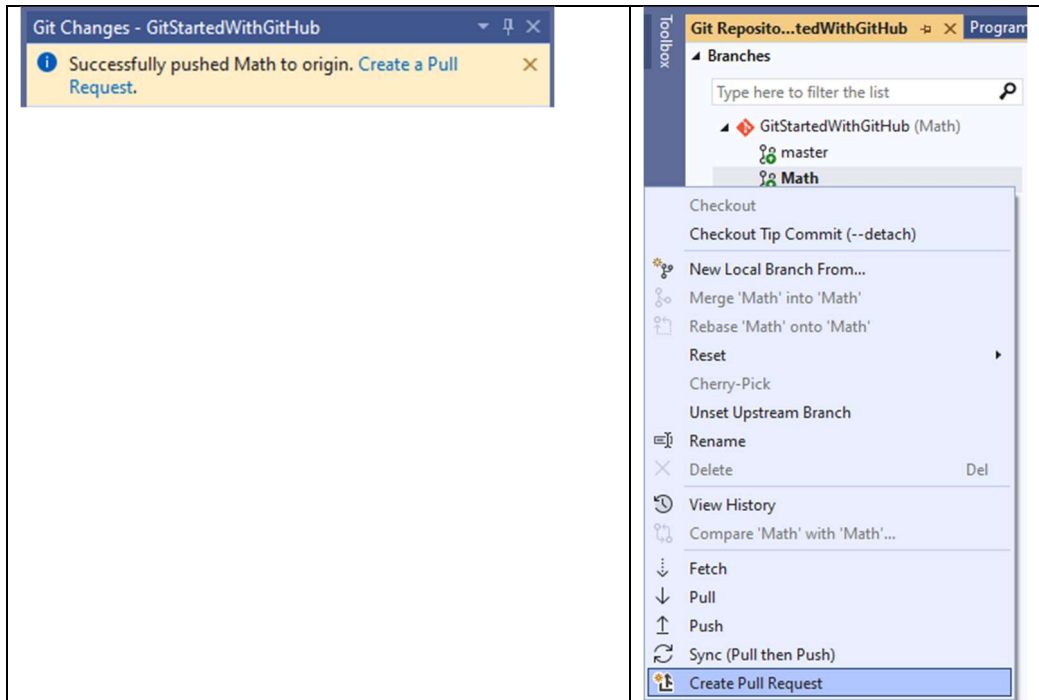 Git Changes - GitStartedWithGitHub
Successfully pushed Math to origin. Create a Pull
Request.
Toolbox
Git Reposito...tedWithGitHub
Program
Branches
Type here to filter the list
GitStartedWithGitHub (Math)
master
Math
Checkout
Checkout Tip Commit (--detach)
New Local Branch From...
Merge 'Math' into 'Math'
Rebase 'Math' onto 'Math'
Reset
Cherry-Pick
Unset Upstream Branch
Rename
Delete Del
View History
Compare 'Math' with 'Math'...
Fetch
Pull
Push
Sync (Pull then Push)
Create Pull Request